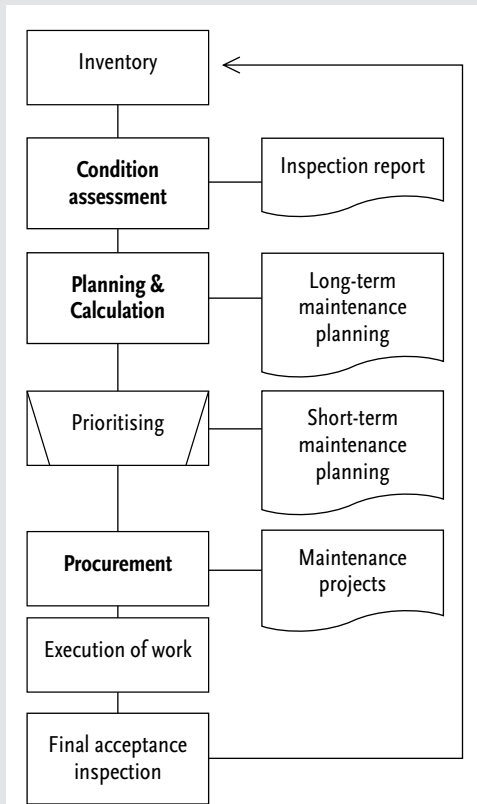 Inventory
Condition
assessment
Inspection report
Planning &
Calculation
Long-term
maintenance
planning
Prioritising
Short-term
maintenance
planning
Procurement
Maintenance
projects
Execution of work
Final acceptance
inspection